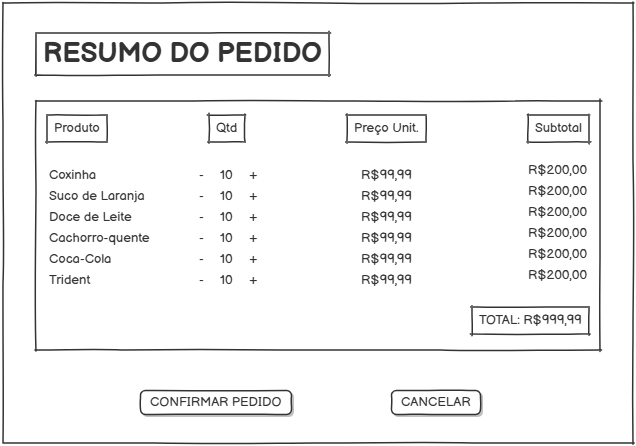 RESUMO DO PEDIDO
Produto Qtd Preço Unit. Subtotal
Coxinha - 10 + R$99,99 R$200,00
Suco de Laranja - 10 + R$99,99 R$200,00
Doce de Leite - 10 + R$99,99 R$200,00
Cachorro-quente - 10 + R$99,99 R$200,00
Coca-Cola - 10 + R$99,99 R$200,00
Trident - 10 + R$99,99 R$200,00
TOTAL: R$999,99
CONFIRMAR PEDIDO CANCELAR